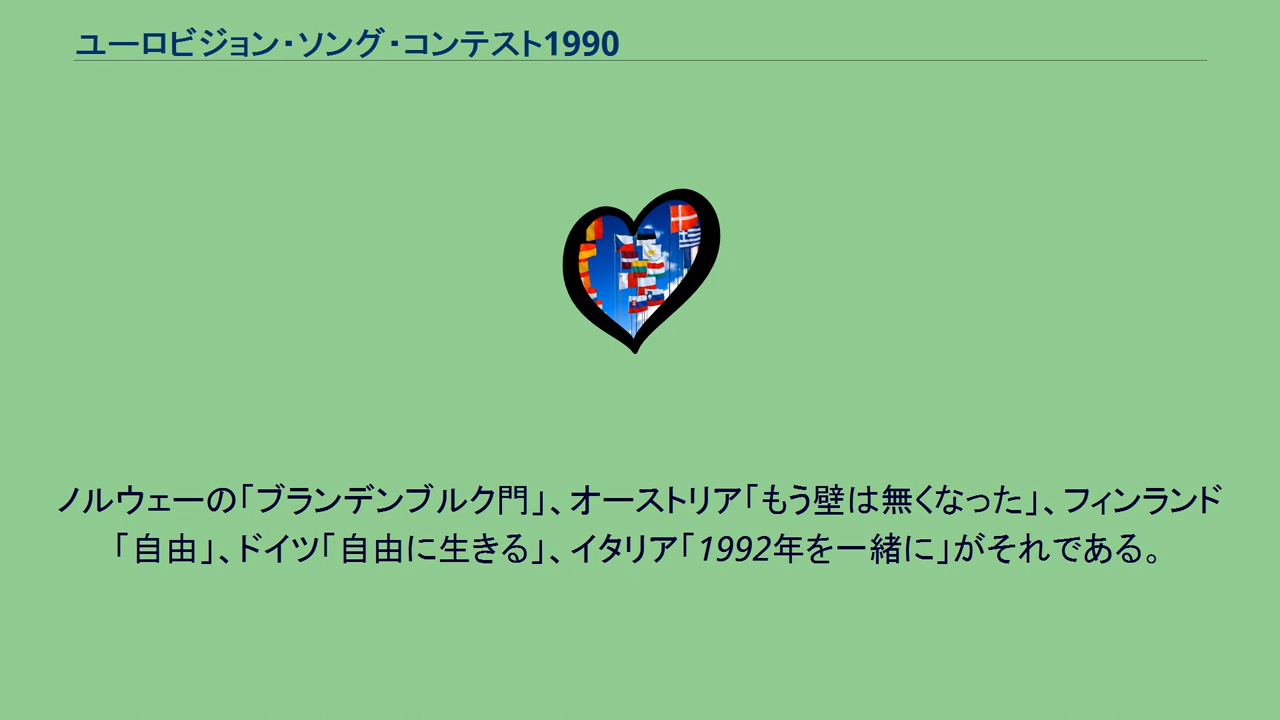 ユーロビジョン・ソング・コンテスト1990
ノルウェーの「ブランデンブルク門」、オーストリア「もう壁は無くなった」、フィンランド
「自由」、ドイツ「自由に生きる」、イタリア「1992年を一緒に」がそれである。